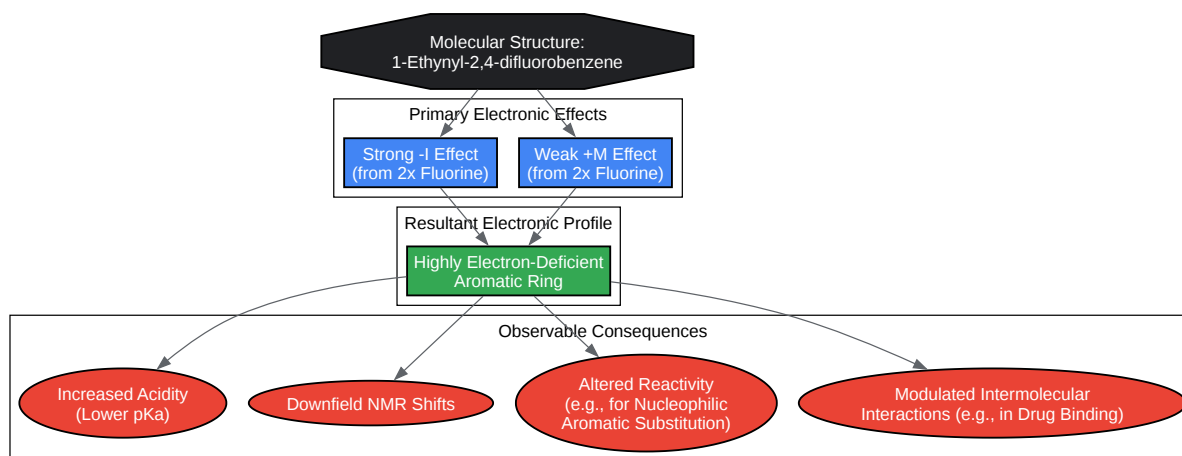 Molecular Structure:
1-Ethynyl-2,4-difluorobenzene
Primary Electronic Effects
Strong -I Effect
(from 2x Fluorine)
Weak +M Effect
(from 2x Fluorine)
Resultant Electronic Profile
Highly Electron-Deficient
Aromatic Ring
Observable Consequences
Increased Acidity
(Lower pKa)
Downfield NMR Shifts
Altered Reactivity
(e.g., for Nucleophilic
Aromatic Substitution)
Modulated Intermolecular
Interactions (e.g., in Drug Binding)